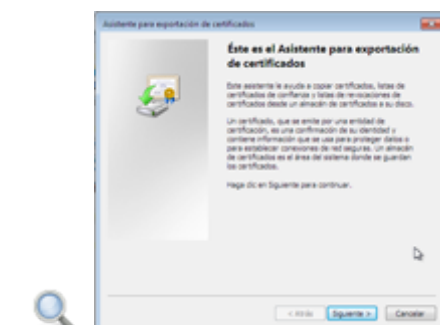 Asistente para exportación de certificados
Éste es el Asistente para exportación
de certificados
Este asistente le ayuda a copiar certificados, listas de
certificados de confianza y listas de revocaciones de
certificados desde un almacén de certificados a su disco.
Un certificado, que se emite por una entidad de
certificación, es una confirmación de su identidad y
contiene información que se usa para proteger datos o
para establecer conexiones de red seguras. Un almacén
de certificados es el área del sistema donde se guardan
los certificados.
Haga clic en Siguiente para continuar.
< Atrás Siguiente > Cancelar